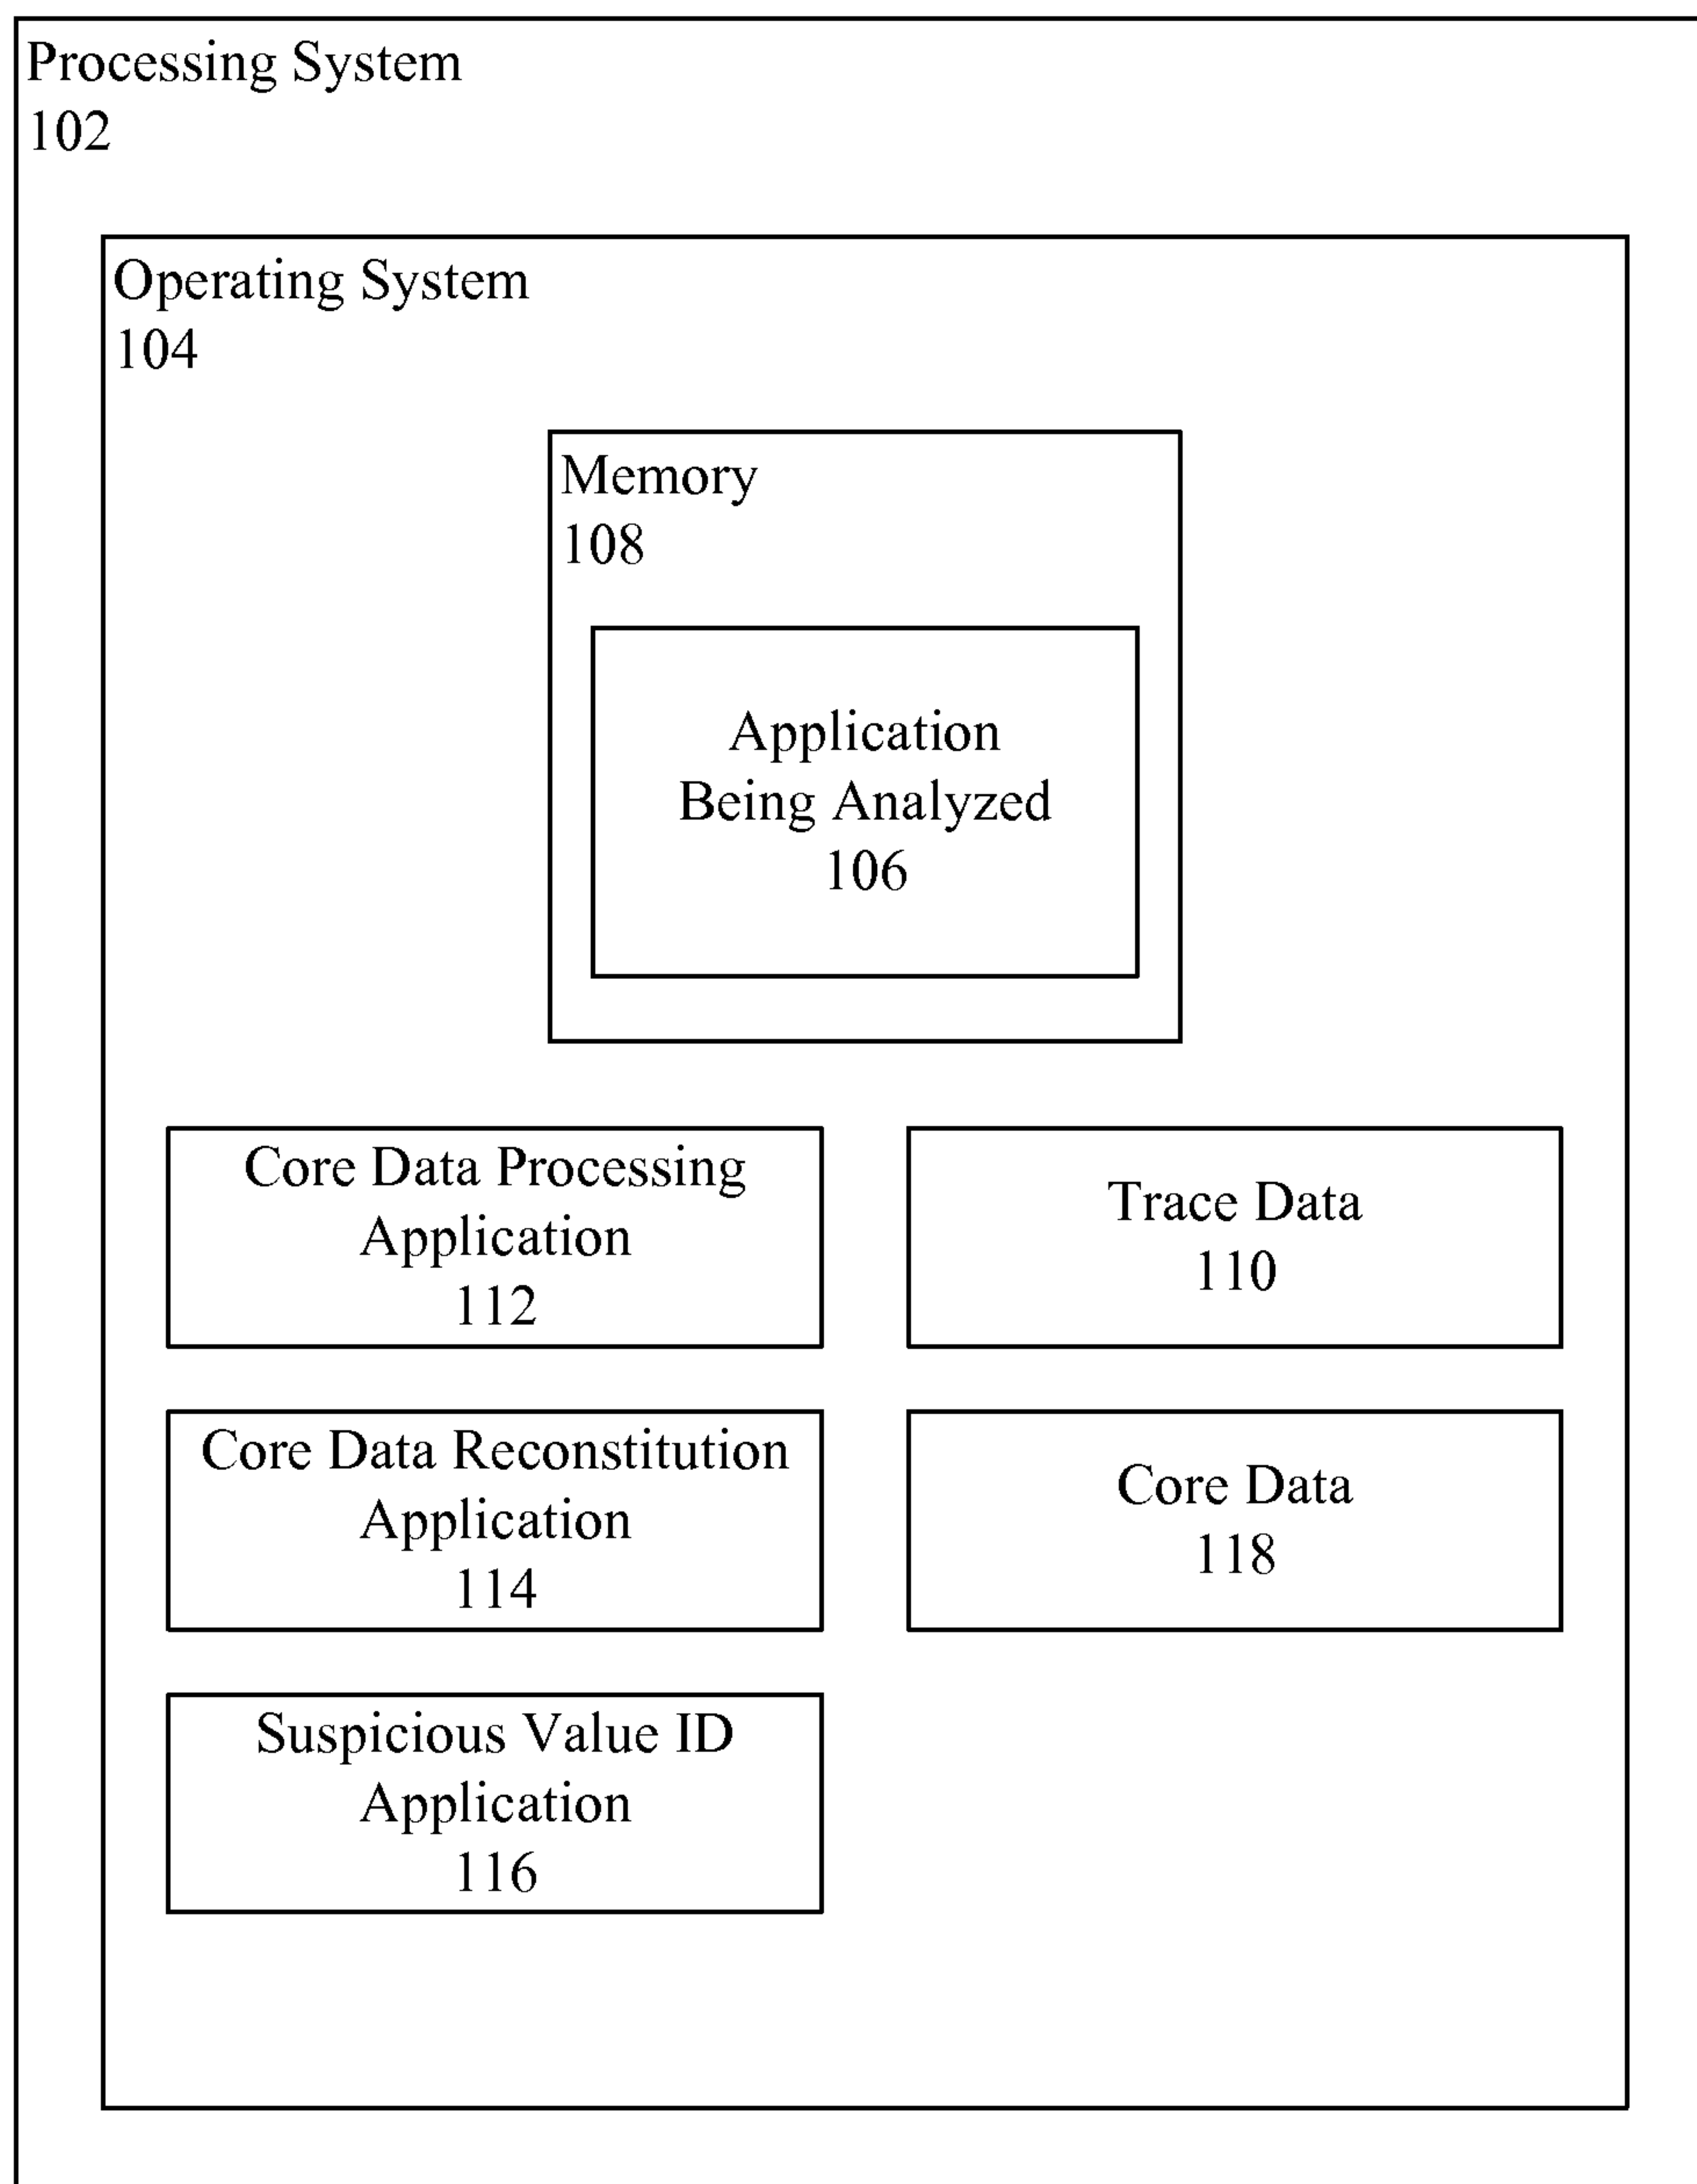 Processing System
102
Operating System
104
Memory
108
Application
Being Analyzed
106
Core Data Processing
Application
112
Trace Data
110
Core Data Reconstitution
Application
114
Core Data
118
Suspicious Value ID
Application
116